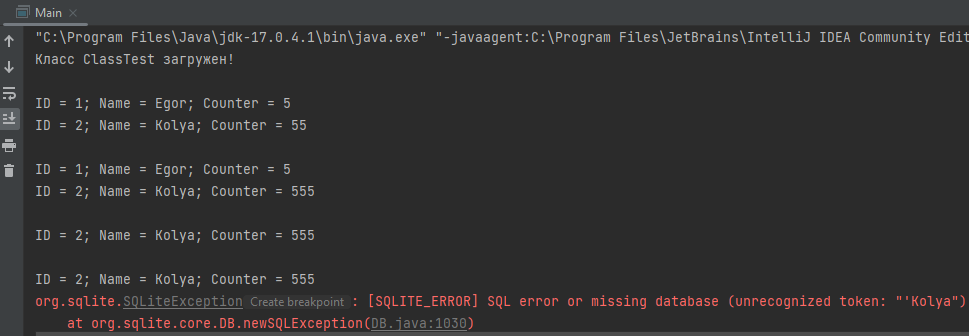 Main
"C:\Program Files\Java\jdk-17.0.4.1\bin\java.exe" "-javaagent:C:\Program Files\JetBrains\IntelliJ IDEA Community Edit
Класс ClassTest загружен!
ID = 1; Name = Egor; Counter = 5
ID = 2; Name = Kolya; Counter = 55
ID = 1; Name = Egor; Counter = 5
ID = 2; Name = Kolya; Counter = 555
ID = 2; Name = Kolya; Counter = 555
ID = 2; Name = Kolya; Counter = 555
org.sqlite.SQLiteException Create breakpoint : [SQLITE_ERROR] SQL error or missing database (unrecognized token: "'Kolya")
at org.sqlite.core.DB.newSQLException(DB.java:1030)